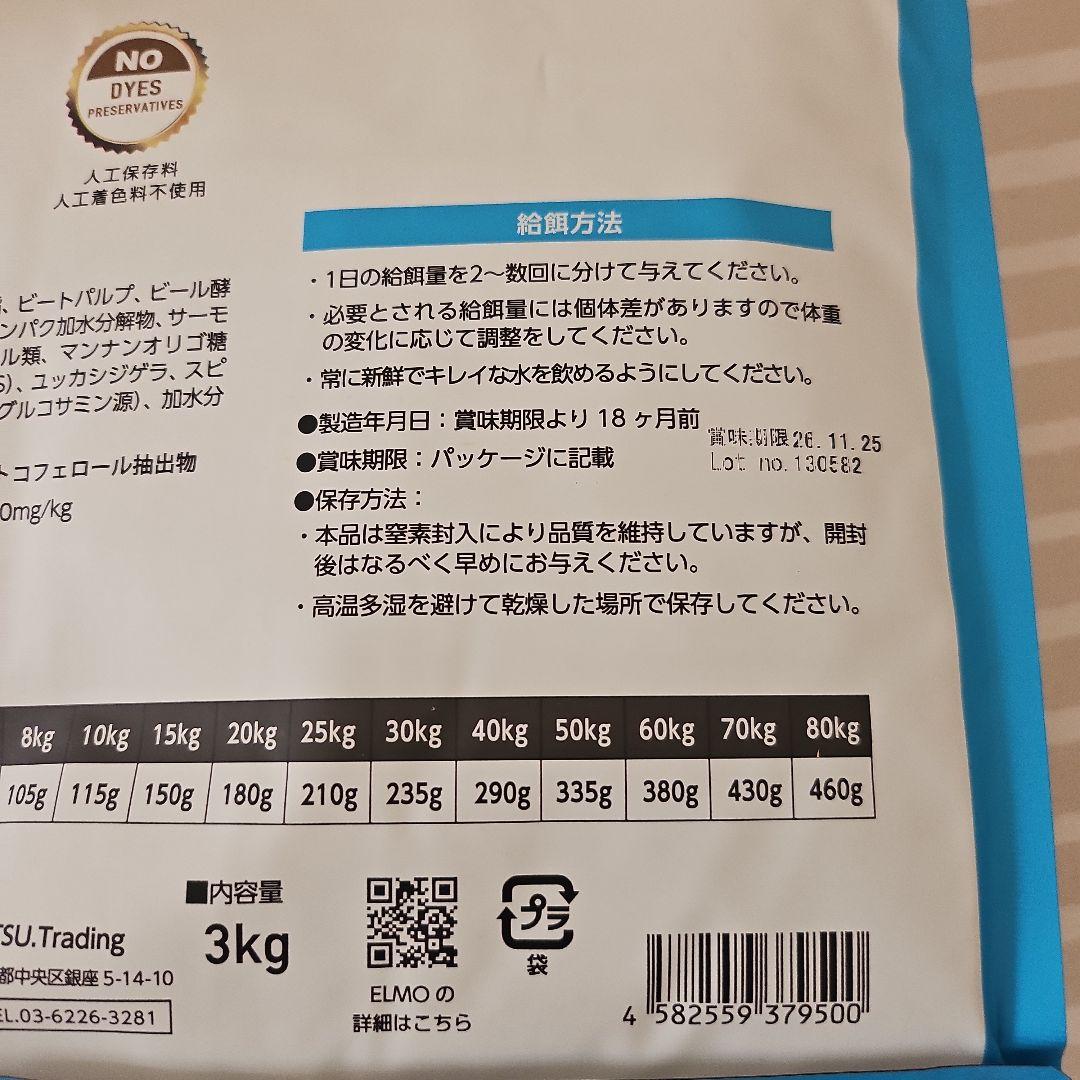 NO
DYES
PRESERVATIVES
人工保存料
人工着色料不使用
、ビートパルプ、ビール酵
ンパク加水分解物、サーモ
ル類、マンナンオリゴ糖
S)、ユッカシジゲラ、スピ
グルコサミン源)、加水分
トコフェロール抽出物
0mg/kg
給餌方法
・1日の給餌量を2〜数回に分けて与えてください。
・必要とされる給餌量には個体差がありますので体重
の変化に応じて調整をしてください。
・常に新鮮でキレイな水を飲めるようにしてください。
●製造年月日：賞味期限より 18 ヶ月前
●賞味期限：パッケージに記載
賞味期限26.11.25
Lot no.130582
●保存方法：
・本品は窒素封入により品質を維持していますが、開封
後はなるべく早めにお与えください。
・高温多湿を避けて乾燥した場所で保存してください。
8kg 10kg 15kg 20kg 25kg 30kg 40kg 50kg 60kg 70kg 80kg
105g 115g 150g 180g 210g 235g 290g 335g 380g 430g 460g
■内容量
3kg
TSU.Trading
都中央区銀座 5-14-10
EL.03-6226-3281
ELMO の
詳細はこちら
プラ
袋
4 582559 379500